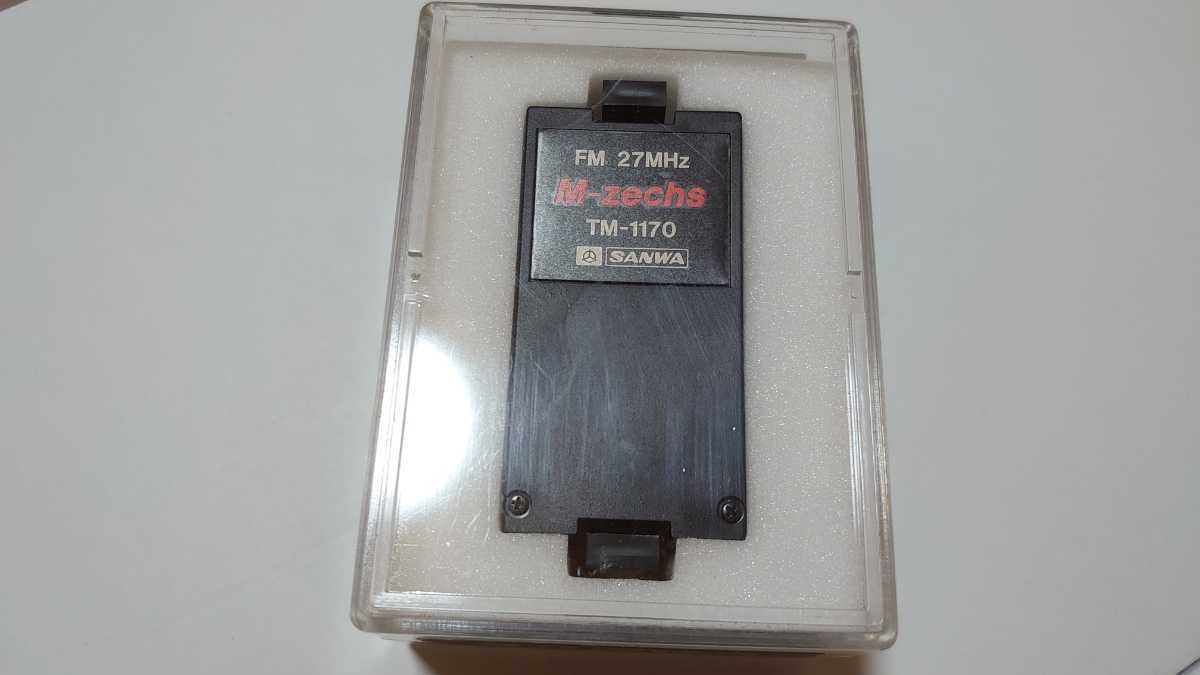 FM 27MHz
M-zechs
TM-1170
SANWA